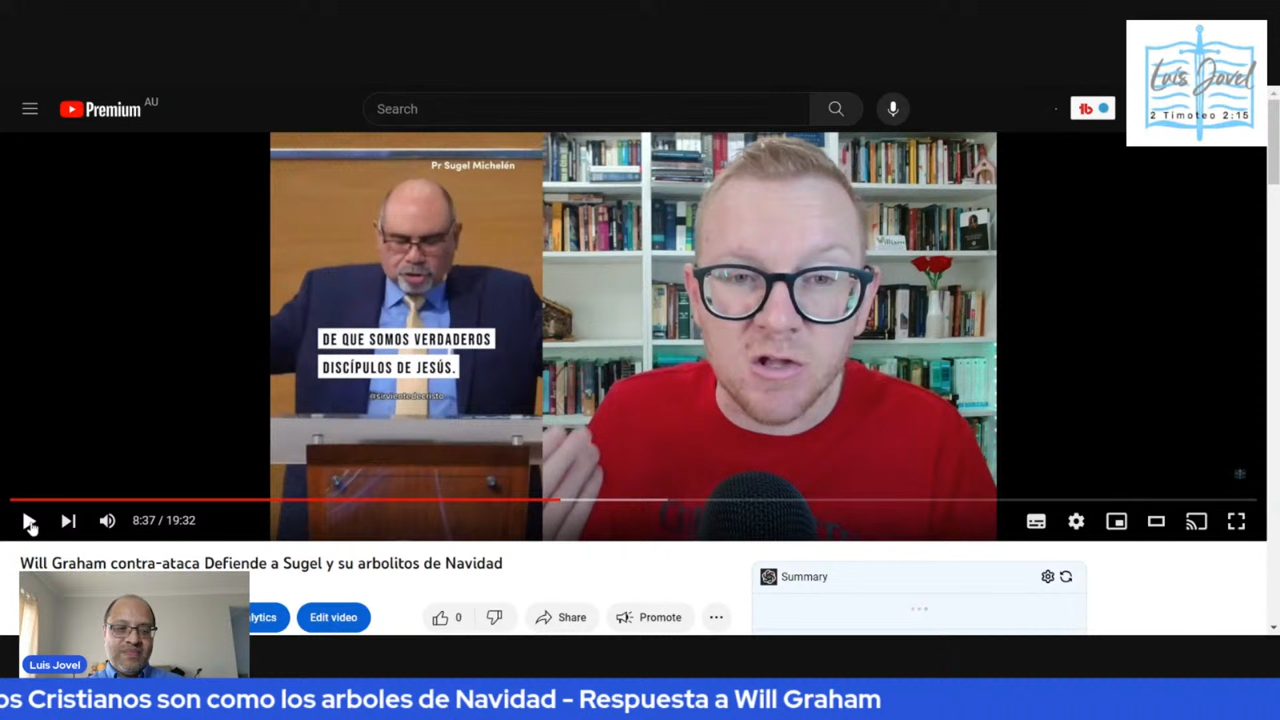 Luis Jovel
2 Timoteo 2:15
Premium AU
Search
Pr Sugel Michelén
DE QUE SOMOS VERDADEROS
DISCÍPULOS DE JESÚS.
@sirvientedecristo
8:37 / 19:32
Will Graham contra-ataca Defiende a Sugel y su arbolitos de Navidad
Summary
lytics
Edit video
0
Share
Promote
Luis Jovel
os Cristianos son como los arboles de Navidad - Respuesta a Will Graham